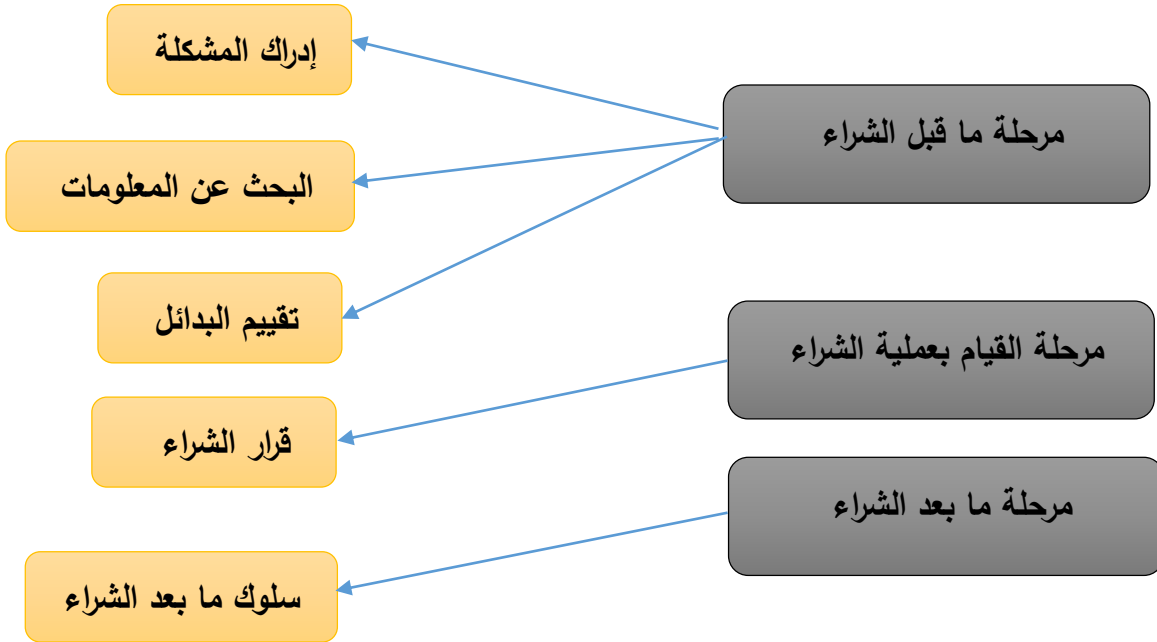 مرحلة ما قبل الشراء
إدراك المشكلة
البحث عن المعلومات
تقييم البدائل
مرحلة القيام بعملية الشراء
قرار الشراء
مرحلة ما بعد الشراء
سلوك ما بعد الشراء